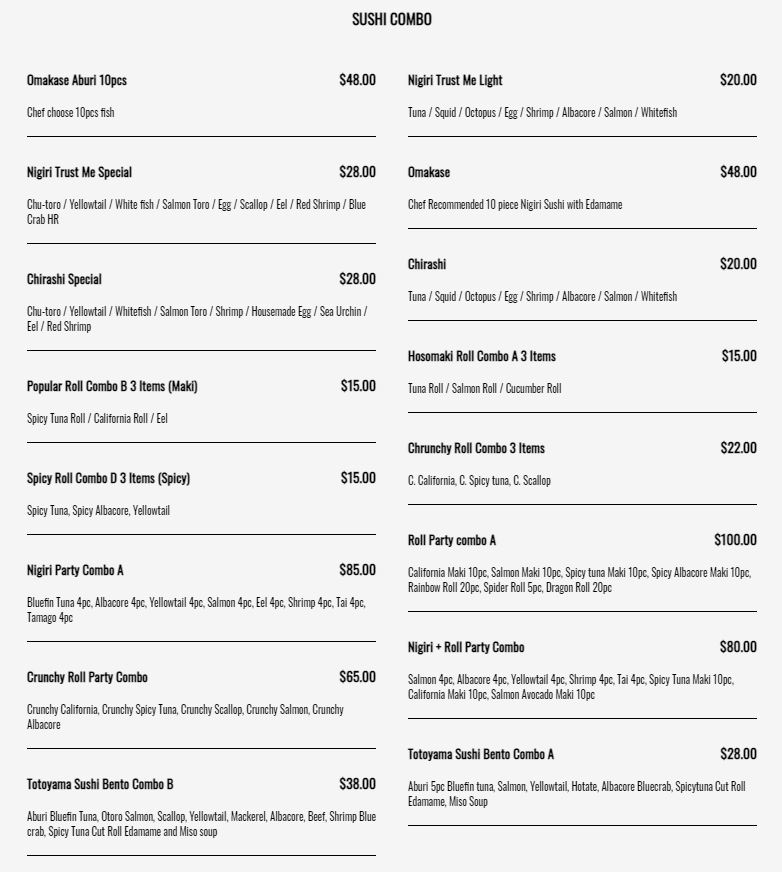 SUSHI COMBO
Omakase Aburi 10pcs $48.00
Chef choose 10pcs fish
Nigiri Trust Me Special $28.00
Chu-toro / Yellowtail / White fish / Salmon Toro / Egg / Scallop / Eel / Red Shrimp / Blue
Crab HR
Chirashi Special $28.00
Chu-toro / Yellowtail / Whitefish / Salmon Toro / Shrimp / Housemade Egg / Sea Urchin /
Eel / Red Shrimp
Popular Roll Combo B 3 Items (Maki) $15.00
Spicy Tuna Roll / California Roll / Eel
Spicy Roll Combo D 3 Items (Spicy) $15.00
Spicy Tuna, Spicy Albacore, Yellowtail
Nigiri Party Combo A $85.00
Bluefin Tuna 4pc, Albacore 4pc, Yellowtail 4pc, Salmon 4pc, Eel 4pc, Shrimp 4pc, Tai 4pc,
Tamago 4pc
Crunchy Roll Party Combo $65.00
Crunchy California, Crunchy Spicy Tuna, Crunchy Scallop, Crunchy Salmon, Crunchy
Albacore
Totoyama Sushi Bento Combo B $38.00
Aburi Bluefin Tuna, Otoro Salmon, Scallop, Yellowtail, Mackerel, Albacore, Beef, Shrimp Blue
crab, Spicy Tuna Cut Roll Edamame and Miso soup
Nigiri Trust Me Light $20.00
Tuna / Squid / Octopus / Egg / Shrimp / Albacore / Salmon / Whitefish
Omakase $48.00
Chef Recommended 10 piece Nigiri Sushi with Edamame
Chirashi $20.00
Tuna / Squid / Octopus / Egg / Shrimp / Albacore / Salmon / Whitefish
Hosomaki Roll Combo A 3 Items $15.00
Tuna Roll / Salmon Roll / Cucumber Roll
Chrunchy Roll Combo 3 Items $22.00
C. California, C. Spicy tuna, C. Scallop
Roll Party combo A $100.00
California Maki 10pc, Salmon Maki 10pc, Spicy tuna Maki 10pc, Spicy Albacore Maki 10pc,
Rainbow Roll 20pc, Spider Roll 5pc, Dragon Roll 20pc
Nigiri + Roll Party Combo $80.00
Salmon 4pc, Albacore 4pc, Yellowtail 4pc, Shrimp 4pc, Tai 4pc, Spicy Tuna Maki 10pc,
California Maki 10pc, Salmon Avocado Maki 10pc
Totoyama Sushi Bento Combo A $28.00
Aburi 5pc Bluefin tuna, Salmon, Yellowtail, Hotate, Albacore Bluecrab, Spicytuna Cut Roll
Edamame, Miso Soup